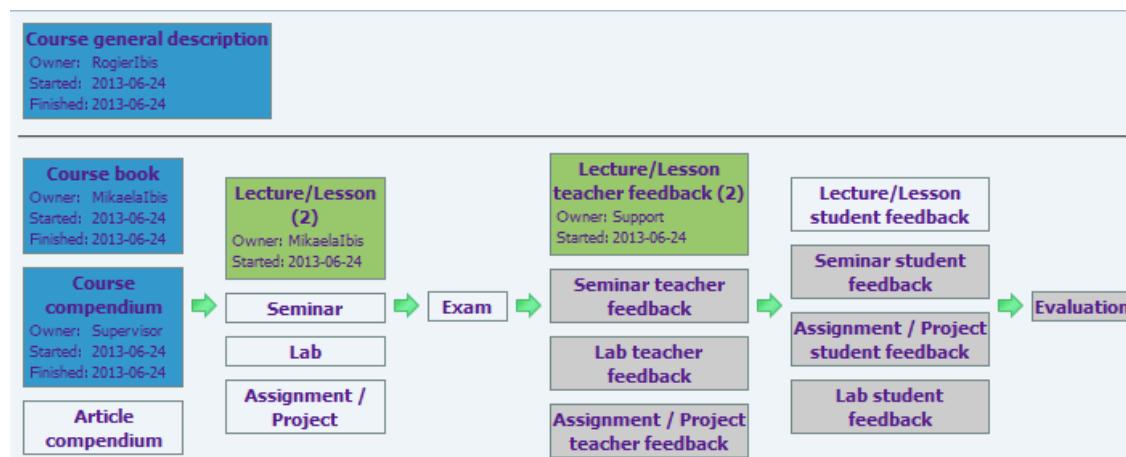 Course general description
Owner: RogierIbis
Started: 2013-06-24
Finished: 2013-06-24
Course book
Owner: MikaelaIbis
Started: 2013-06-24
Finished: 2013-06-24
Course
compendium
Owner: Supervisor
Started: 2013-06-24
Finished: 2013-06-24
Article
compendium
Lecture/Lesson
(2)
Owner: MikaelaIbis
Started: 2013-06-24
Seminar
Lab
Assignment /
Project
Exam
Lecture/Lesson
teacher feedback (2)
Owner: Support
Started: 2013-06-24
Seminar teacher
feedback
Lab teacher
feedback
Assignment / Project
teacher feedback
Lecture/Lesson
student feedback
Seminar student
feedback
Assignment / Project
student feedback
Lab student
feedback
Evaluation